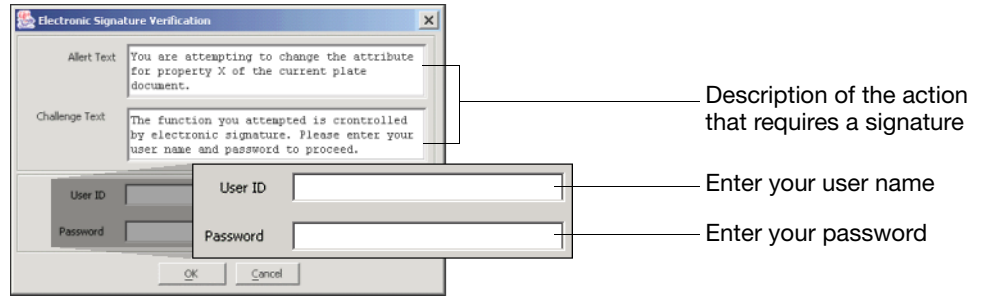 Electronic Signature Verification
Allert Text
You are attempting to change the attribute
for property X of the current plate
document.
Challenge Text
The function you attempted is crontrolled
by electronic signature. Please enter your
user name and password to proceed.
User ID
Password
User ID
Password
OK
Cancel
Description of the action
that requires a signature
Enter your user name
Enter your password